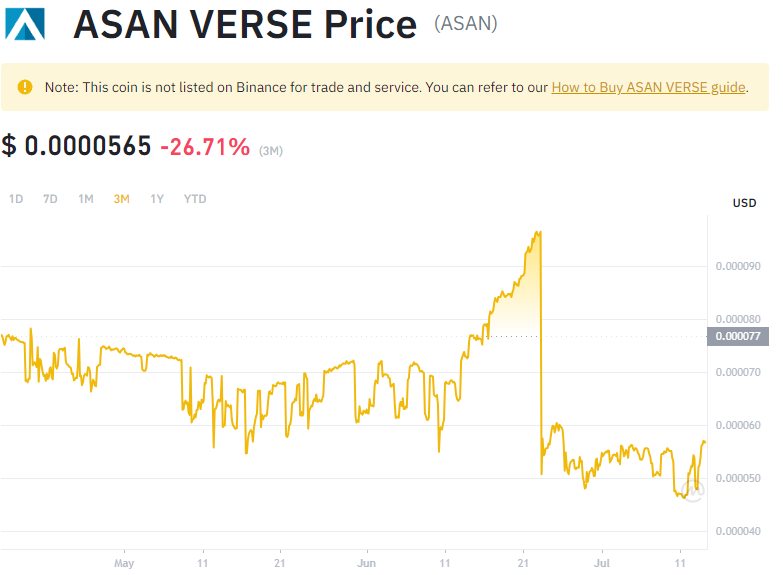 ASAN VERSE Price (ASAN)
Note: This coin is not listed on Binance for trade and service. You can refer to our How to Buy ASAN VERSE guide.
$ 0.0000565 -26.71% (3M)
1D 7D 1M 3M 1Y YTD
USD
0.000090
0.000080
0.000077
0.000070
0.000060
0.000050
0.000040
May 11 21 Jun 11 21 Jul 11